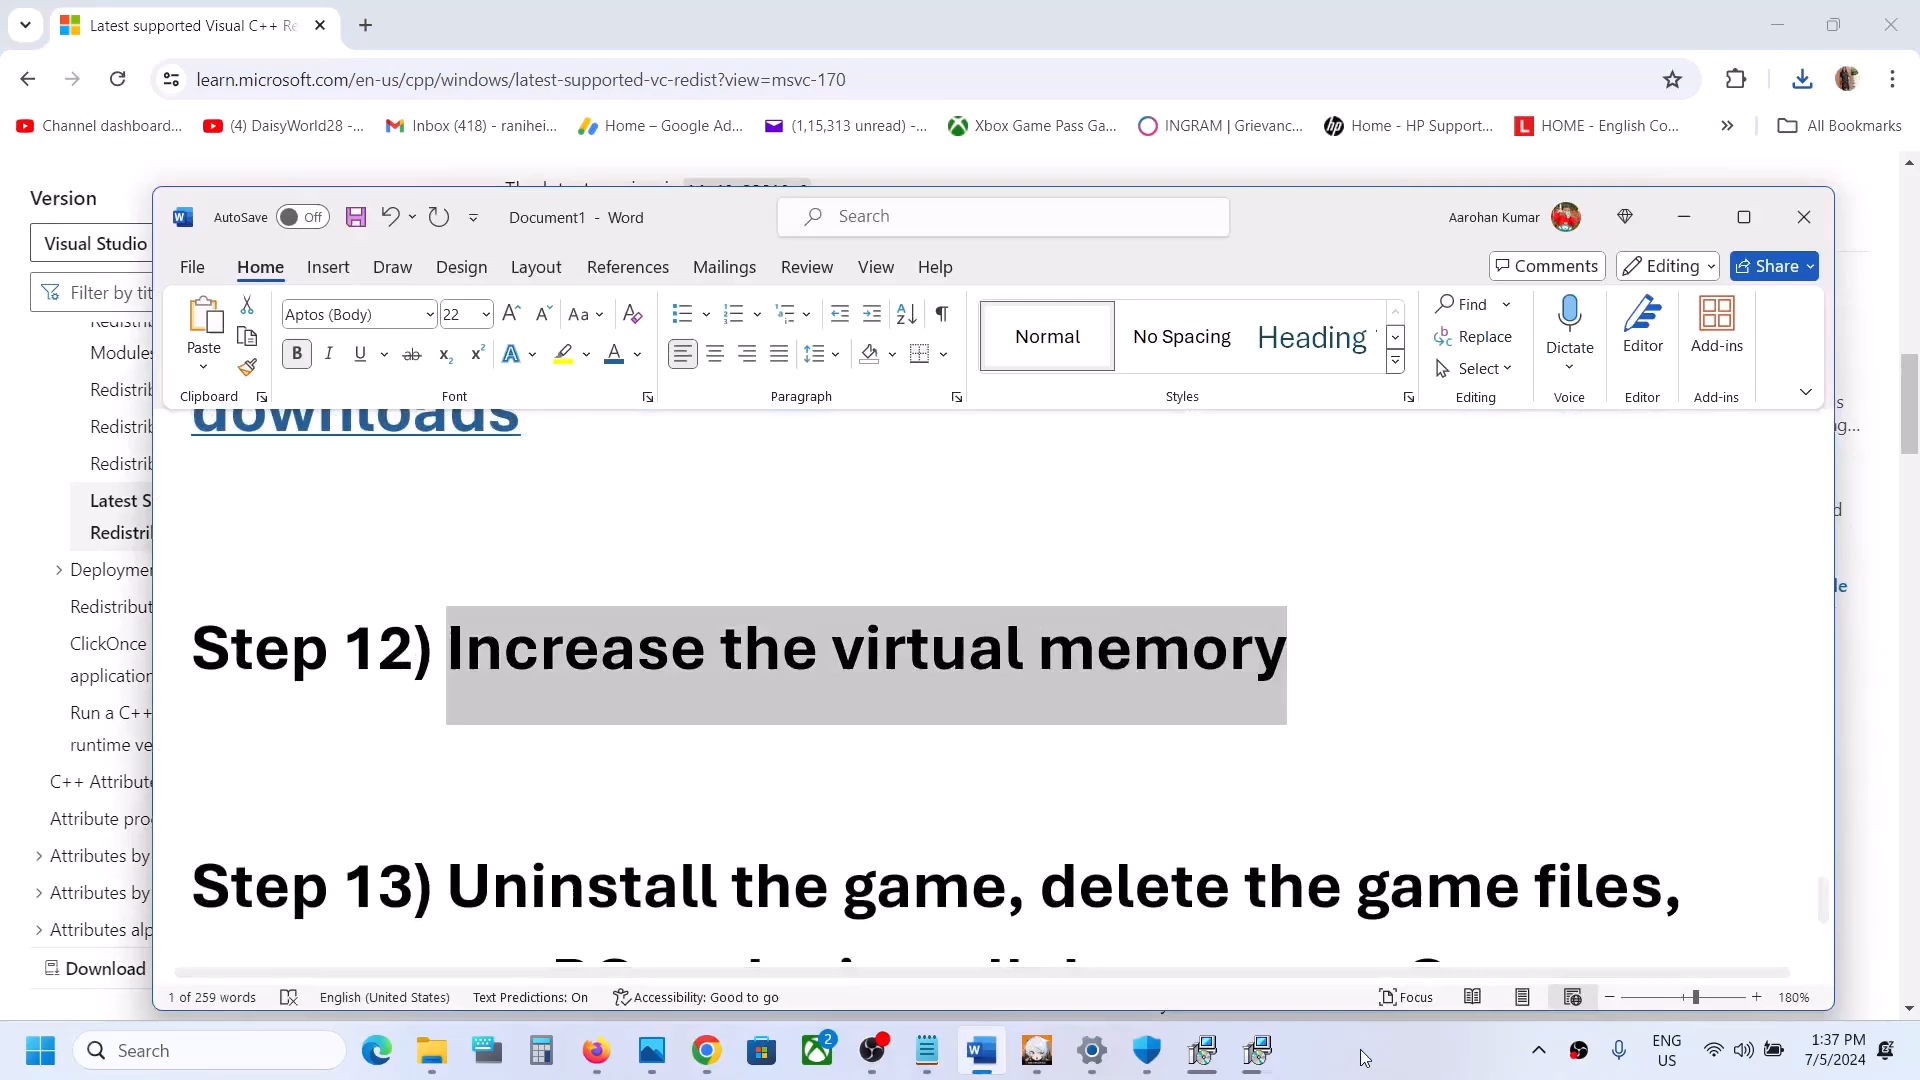 Latest supported Visual C++ Re
learn.microsoft.com/en-us/cpp/windows/latest-supported-vc-redist?view=msvc-170
Channel dashboard...
(4) DaisyWorld28 -...
Inbox (418) - ranihei...
Home – Google Ad...
(1,15,313 unread) -...
Xbox Game Pass Ga...
INGRAM | Grievanc...
Home - HP Support...
HOME - English Co...
All Bookmarks
Version
Visual Studio
Filter by tit
Modules
Redistrib
Redistrib
Redistrib
Latest S
Redistrib
Deploymen
Redistribut
ClickOnce
application
Run a C++
runtime ve
C++ Attribute
Attribute pro
Attributes by
Attributes by
Attributes alp
Download
AutoSave
Off
Document1 - Word
Search
Aarohan Kumar
File
Home
Insert
Draw
Design
Layout
References
Mailings
Review
View
Help
Comments
Editing
Share
Paste
Clipboard
Aptos (Body)
22
Font
Paragraph
Normal
No Spacing
Heading
Styles
Find
Replace
Select
Editing
Dictate
Voice
Editor
Editor
Add-ins
Add-ins
downloads
Step 12) Increase the virtual memory
Step 13) Uninstall the game, delete the game files,
1 of 259 words
English (United States)
Text Predictions: On
Accessibility: Good to go
Focus
180%
Search
2
ENG
US
1:37 PM
7/5/2024